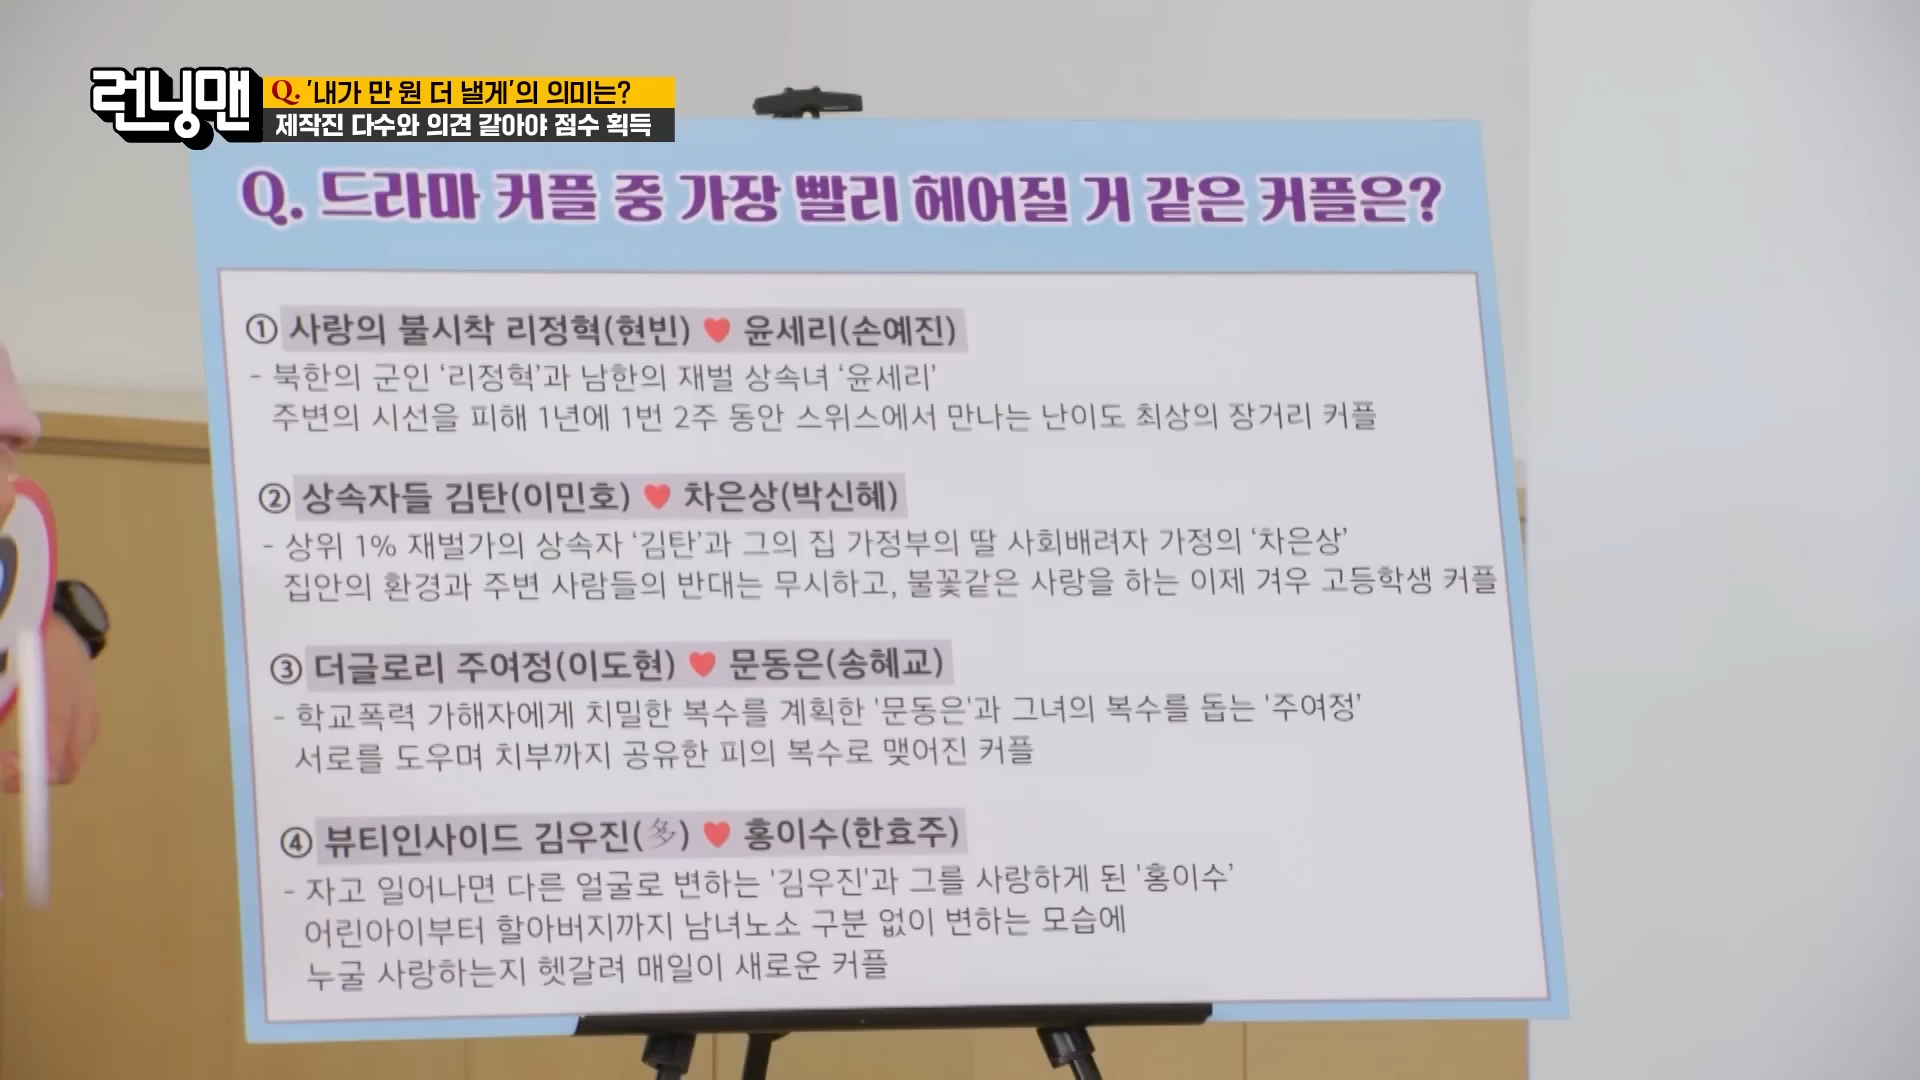 런닝맨
Q. '내가 만 원 더 낼게'의 의미는?
제작진 다수와 의견 같아야 점수 획득
Q. 드라마 커플 중 가장 빨리 헤어질 거 같은 커플은?
① 사랑의 불시착 리정혁(현빈) ♥ 윤세리(손예진)
- 북한의 군인 '리정혁'과 남한의 재벌 상속녀 '윤세리'
주변의 시선을 피해 1년에 1번 2주 동안 스위스에서 만나는 난이도 최상의 장거리 커플
② 상속자들 김탄(이민호) ♥ 차은상(박신혜)
- 상위 1% 재벌가의 상속자 '김탄'과 그의 집 가정부의 딸 사회배려자 가정의 '차은상'
집안의 환경과 주변 사람들의 반대는 무시하고, 불꽃같은 사랑을 하는 이제 겨우 고등학생 커플
③ 더글로리 주여정(이도현) ♥ 문동은(송혜교)
- 학교폭력 가해자에게 치밀한 복수를 계획한 '문동은'과 그녀의 복수를 돕는 '주여정'
서로를 도우며 치부까지 공유한 피의 복수로 맺어진 커플
④ 뷰티인사이드 김우진(多) ♥ 홍이수(한효주)
- 자고 일어나면 다른 얼굴로 변하는 '김우진'과 그를 사랑하게 된 '홍이수'
어린아이부터 할아버지까지 남녀노소 구분 없이 변하는 모습에
누굴 사랑하는지 헷갈려 매일이 새로운 커플